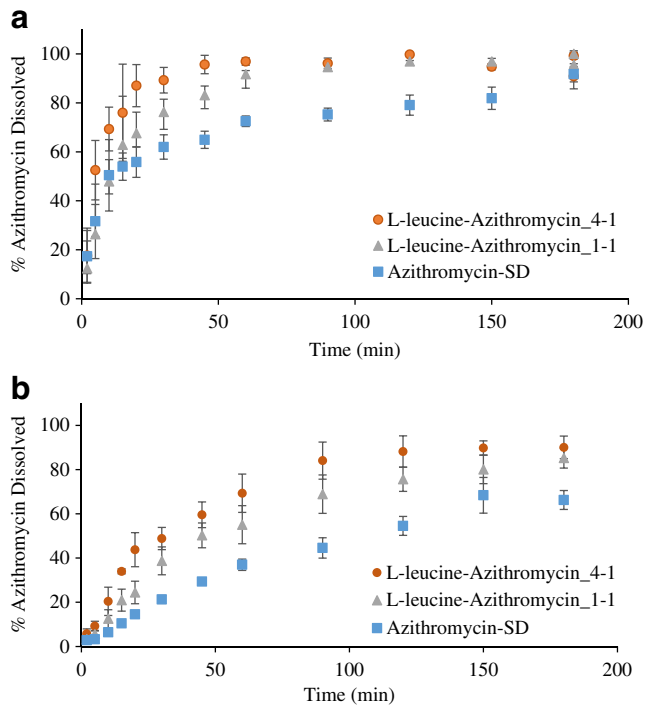 a
100
80
60
40
20
0
% Azithromycin Dissolved
L-leucine-Azithromycin_4-1
L-leucine-Azithromycin_1-1
Azithromycin-SD
0 50 100 150 200
Time (min)
b
100
80
60
40
20
0
% Azithromycin Dissolved
L-leucine-Azithromycin_4-1
L-leucine-Azithromycin_1-1
Azithromycin-SD
0 50 100 150 200
Time (min)